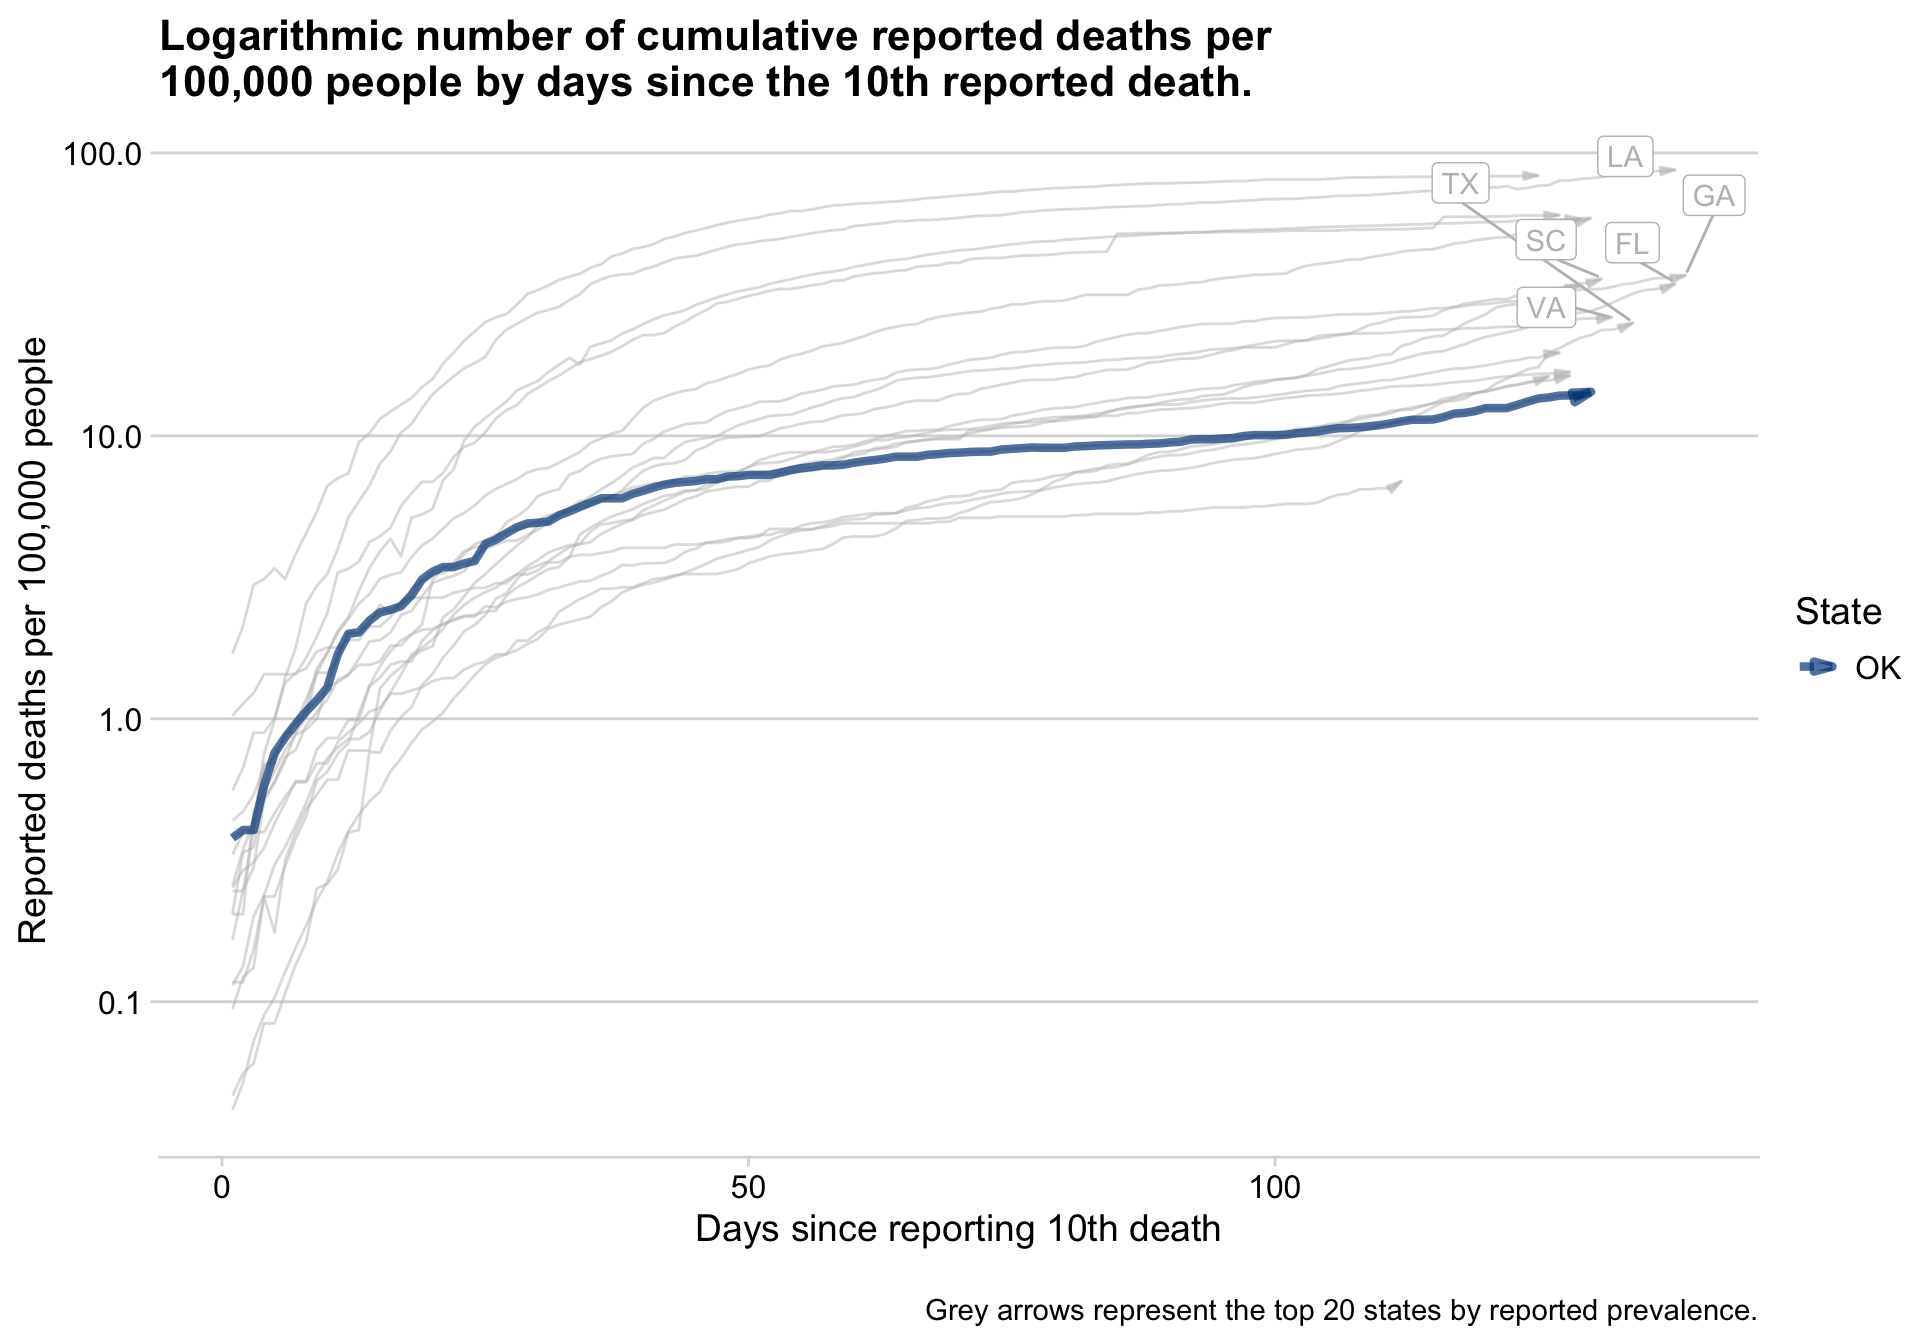 Logarithmic number of cumulative reported deaths per
100,000 people by days since the 10th reported death.
Reported deaths per 100,000 people
100.0
10.0
1.0
0.1
LA
TX
GA
SC
FL
VA
State
OK
0
50
100
Days since reporting 10th death
Grey arrows represent the top 20 states by reported prevalence.